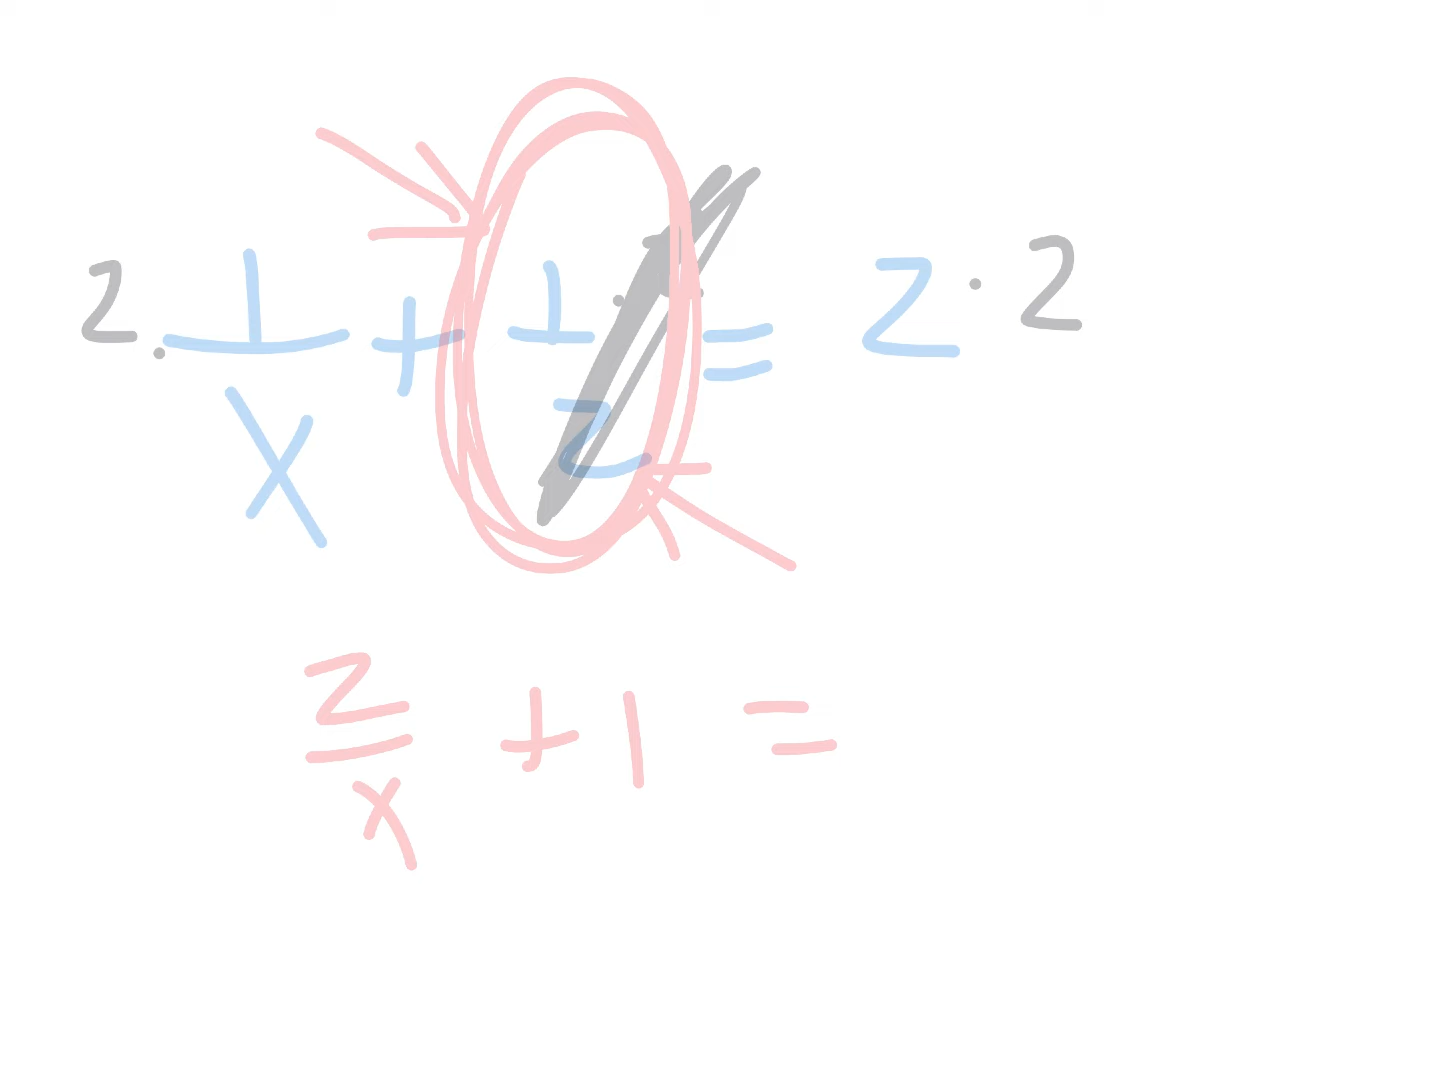 2 · 1/x + 1/2 · = 2 · 2
2/x + 1 =